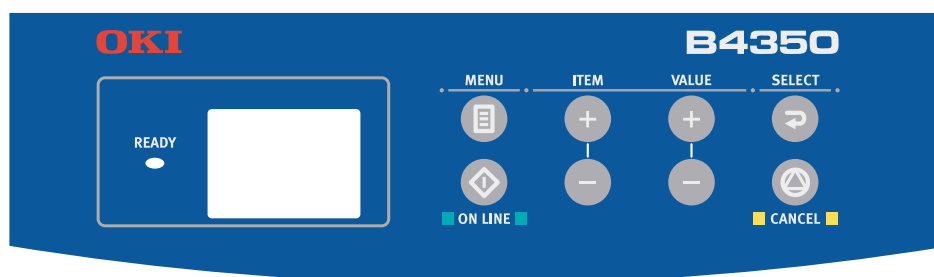 OKI
B4350
MENU ITEM VALUE SELECT
READY
ON LINE CANCEL